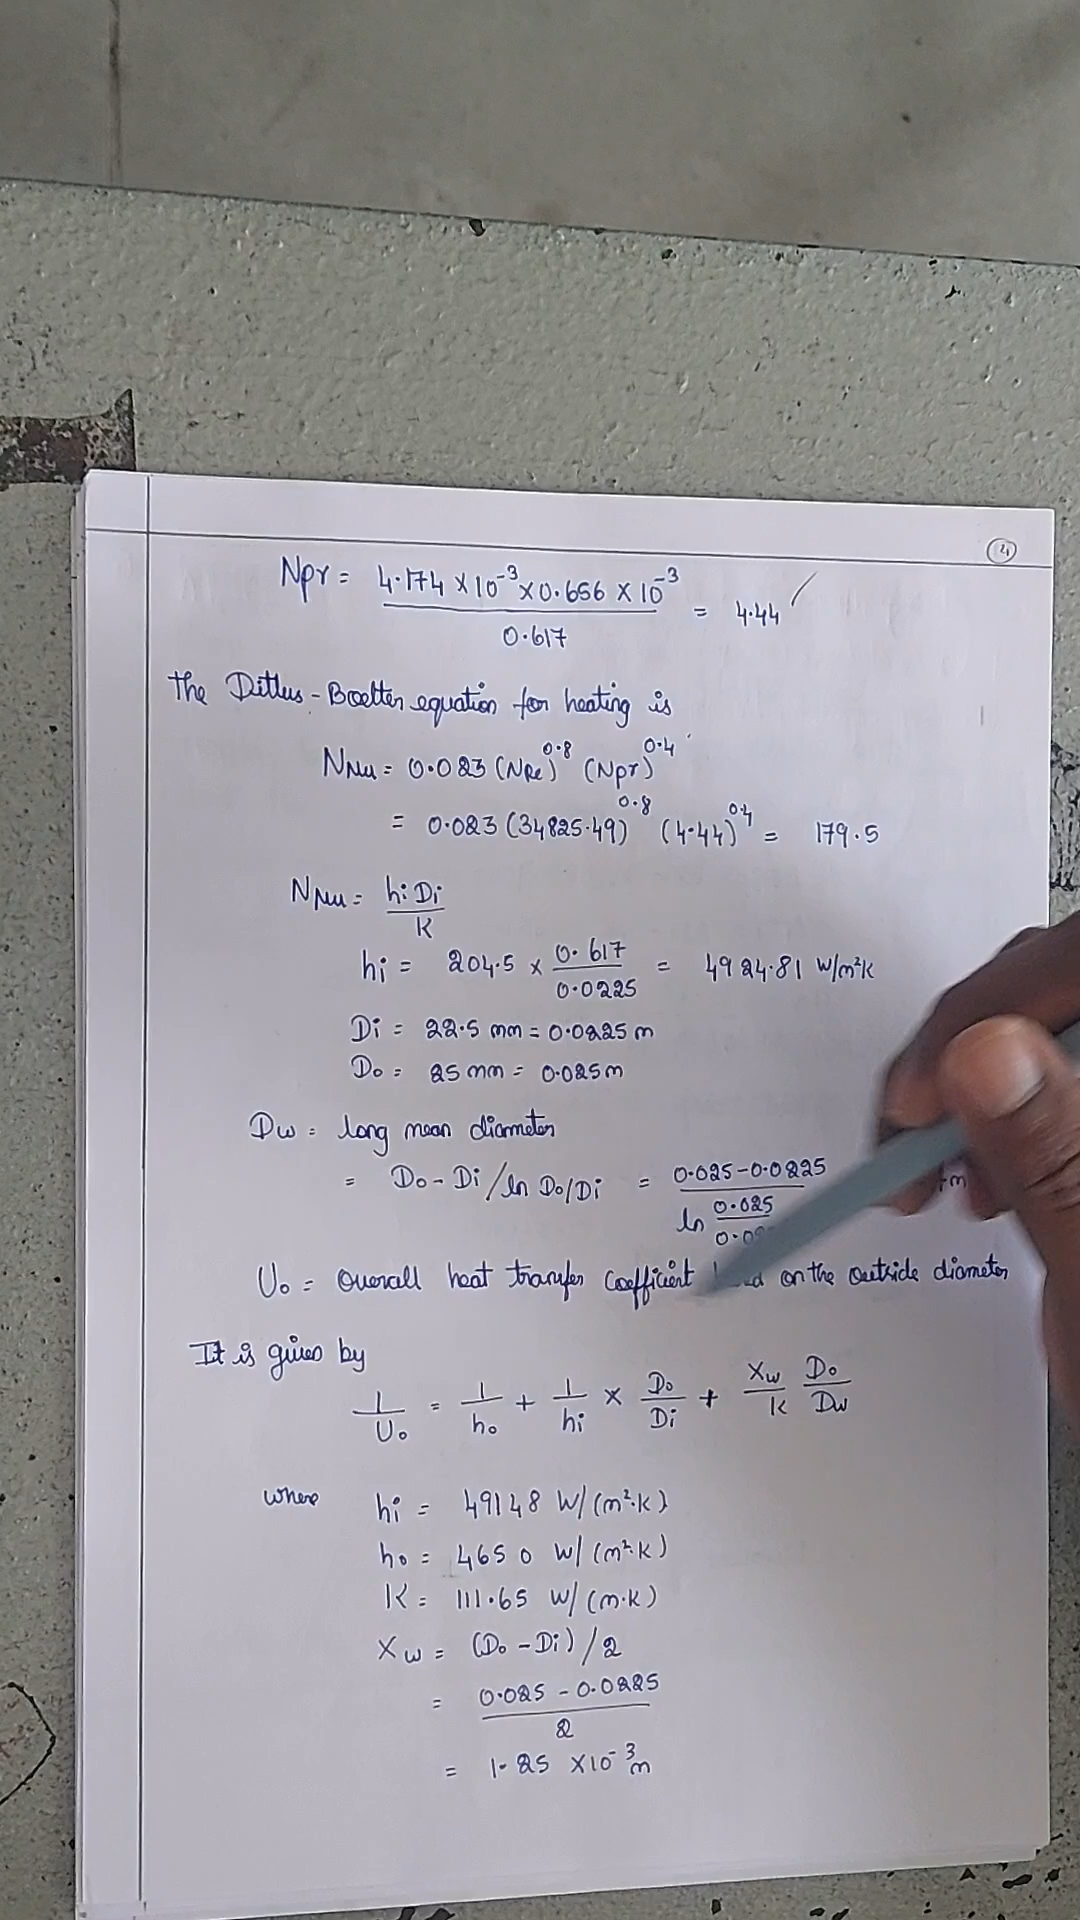 21
Npr = 4.174 × 10⁻³ × 0.656 × 10⁻³ / 0.617 = 4.44
The Dittus-Boelter equation for heating is
NNu = 0.023 (NRe)^0.8 (Npr)^0.4
= 0.023 (34825.49)^0.8 (4.44)^0.4 = 179.5
NNu = hi Di / K
hi = 204.5 × 0.617 / 0.0225 = 4924.81 W/m²K
Di = 22.5 mm = 0.0225 m
Do = 25 mm = 0.025 m
Dw = long mean diameter
= Do - Di / ln Do/Di = 0.025 - 0.0225 / ln 0.025 / m
Uo = Overall heat transfer coefficient on the outside diameter
It is given by
1/Uo = 1/ho + 1/hi × Do/Di + Xw/K Do/Dw
where hi = 49148 W/(m².K)
ho = 4650 W/(m².K)
K = 111.65 W/(m.K)
Xw = (Do - Di) / 2
= 0.025 - 0.0225 / 2
= 1.25 × 10⁻³ m